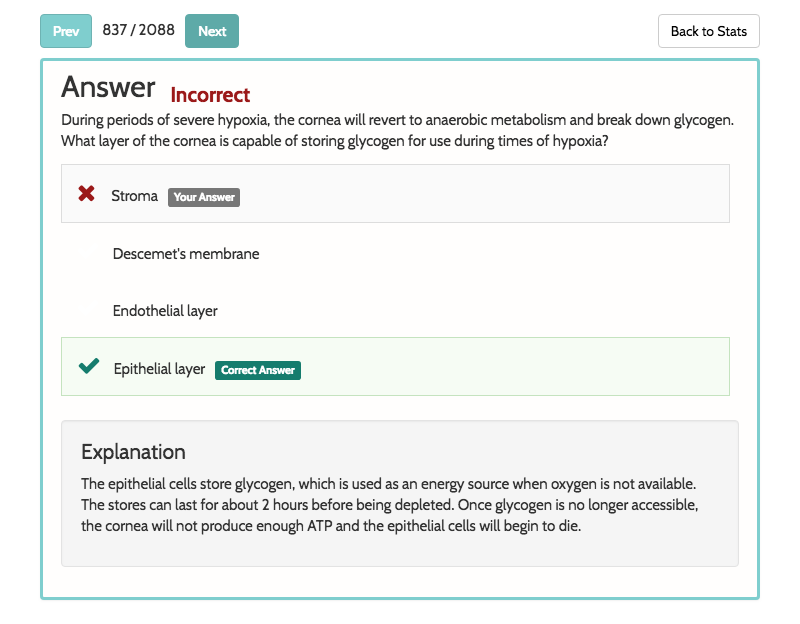 Prev 837 / 2088 Next Back to Stats
Answer Incorrect
During periods of severe hypoxia, the cornea will revert to anaerobic metabolism and break down glycogen.
What layer of the cornea is capable of storing glycogen for use during times of hypoxia?
Stroma Your Answer
Descemet's membrane
Endothelial layer
Epithelial layer Correct Answer
Explanation
The epithelial cells store glycogen, which is used as an energy source when oxygen is not available.
The stores can last for about 2 hours before being depleted. Once glycogen is no longer accessible,
the cornea will not produce enough ATP and the epithelial cells will begin to die.